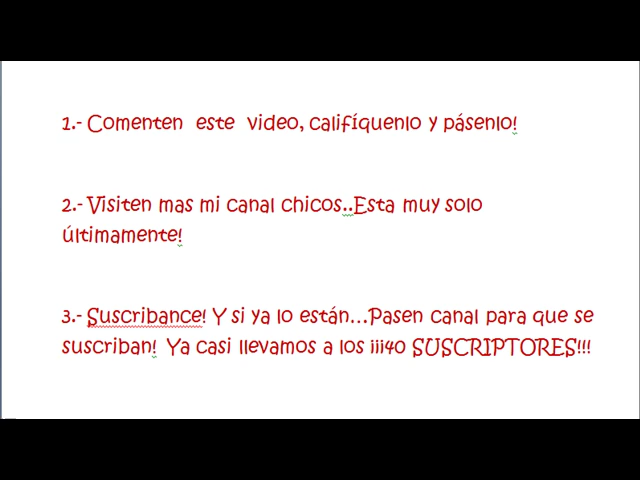 1.- Comenten este video, califíquenlo y pásenlo!
2.- Visiten mas mi canal chicos..Esta muy solo
últimamente!
3.- Suscribance! Y si ya lo están...Pasen canal para que se
suscriban! Ya casi llevamos a los ¡¡¡40 SUSCRIPTORES!!!